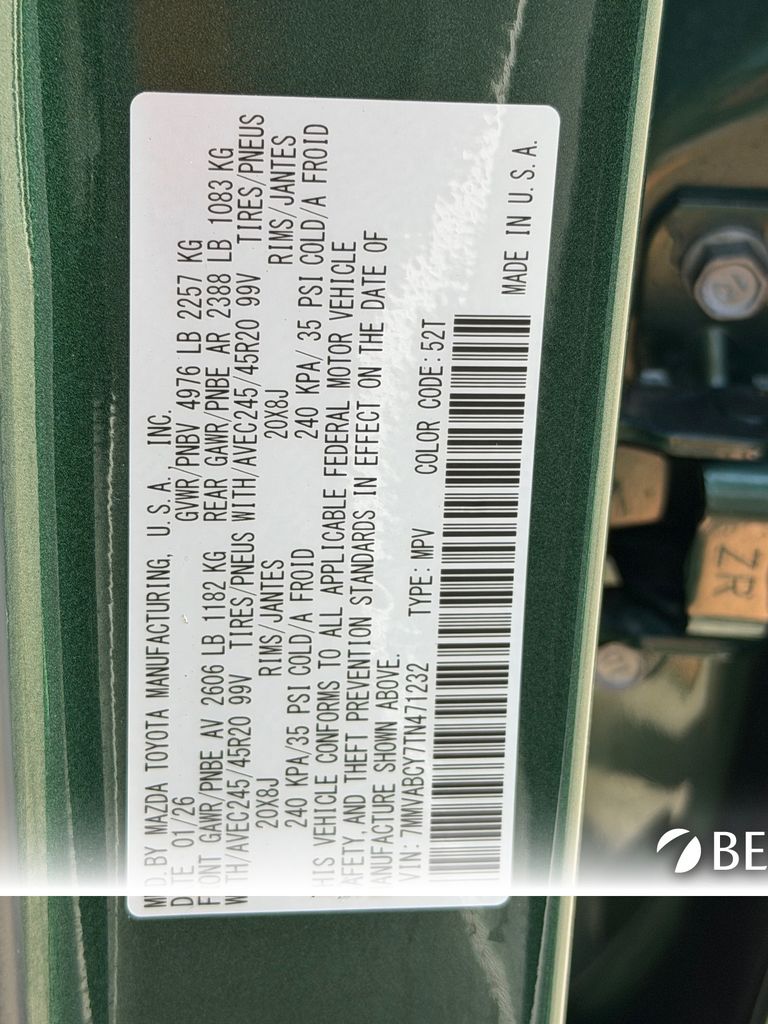 MFD. BY MAZDA TOYOTA MANUFACTURING, U.S.A., INC.
DATE 01/26 GVWR/PNBV 4976 LB 2257 KG
FRONT GAWR/PNBE AV 2606 LB 1182 KG REAR GAWR/PNBE AR 2388 LB 1083 KG
WITH/AVEC245/45R20 99V TIRES/PNEUS WITH/AVEC245/45R20 99V TIRES/PNEUS
20X8J RIMS/JANTES 20X8J RIMS/JANTES
240 KPA/35 PSI COLD/A FROID 240 KPA/ 35 PSI COLD/A FROID
THIS VEHICLE CONFORMS TO ALL APPLICABLE FEDERAL MOTOR VEHICLE
SAFETY, AND THEFT PREVENTION STANDARDS IN EFFECT ON THE DATE OF
MANUFACTURE SHOWN ABOVE.
VIN: 7MMVABCY7TN471232 TYPE: MPV COLOR CODE: 52T
MADE IN U.S.A.
ZR
BE